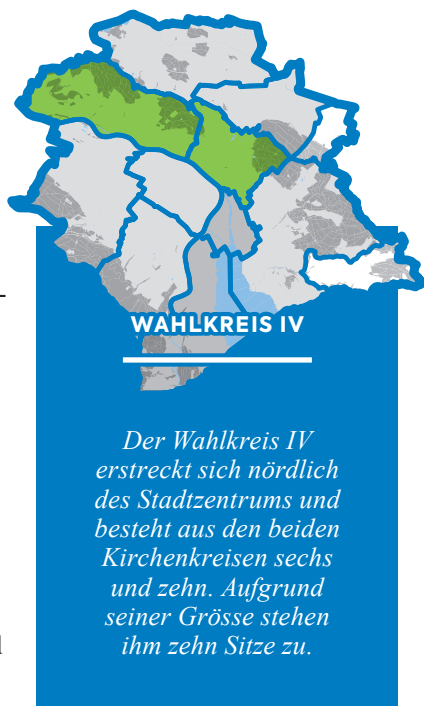 WAHLKREIS IV
Der Wahlkreis IV
erstreckt sich nördlich
des Stadtzentrums und
besteht aus den beiden
Kirchenkreisen sechs
und zehn. Aufgrund
seiner Grösse stehen
ihm zehn Sitze zu.